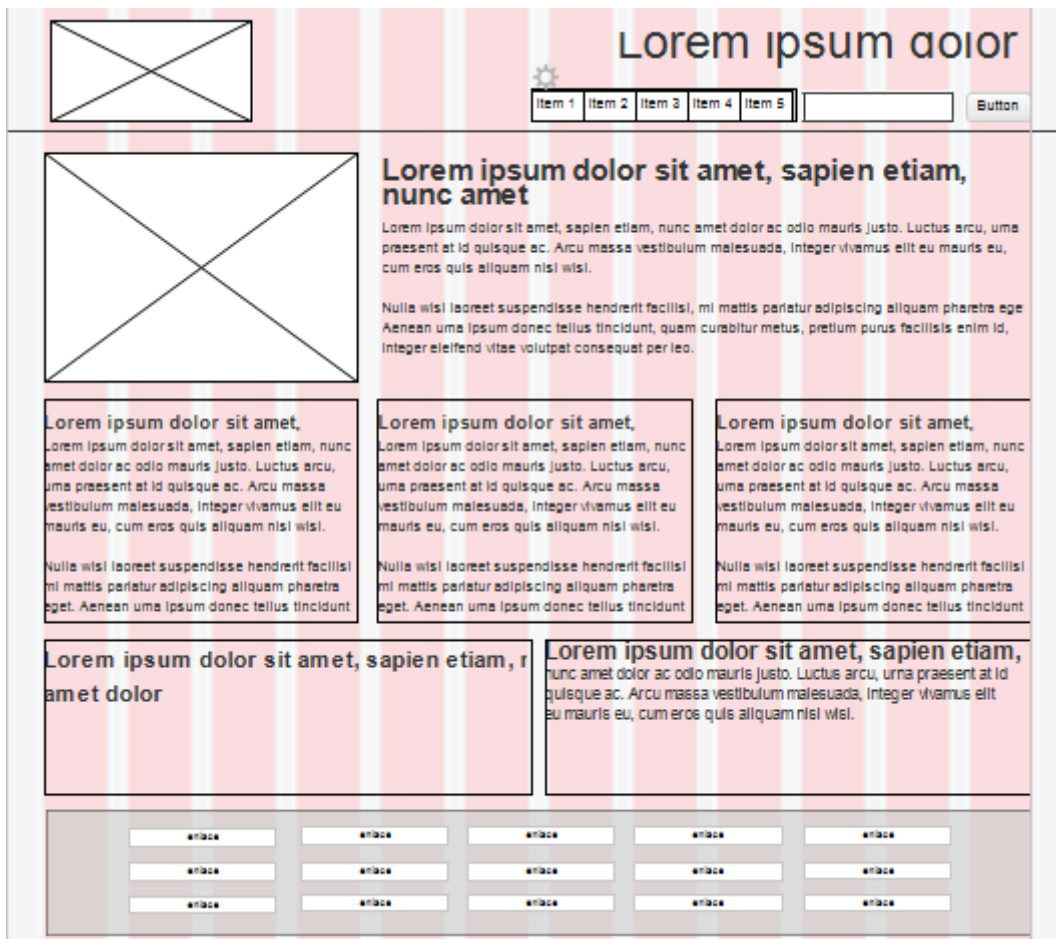 Lorem ipsum dolor
Item 1 Item 2 Item 3 Item 4 Item 5 Button
Lorem ipsum dolor sit amet, sapien etiam,
nunc amet
Lorem ipsum dolor sit amet, sapien etiam, nunc amet dolor ac odio mauris justo. Luctus arcu, urna
praesent at id quisque ac. Arcu massa vestibulum malesuada, integer vivamus elit eu mauris eu,
cum eros quis aliquam nisl wisi.
Nulla wisi laoreet suspendisse hendrerit facilisi, mi mattis pariatur adipiscing aliquam pharetra ege
Aenean urna ipsum donec tellus tincidunt, quam curabitur metus, pretium purus facilisis enim id,
integer eleifend vitae volutpat consequat per leo.
Lorem ipsum dolor sit amet,
Lorem ipsum dolor sit amet, sapien etiam, nunc
amet dolor ac odio mauris justo. Luctus arcu,
urna praesent at id quisque ac. Arcu massa
vestibulum malesuada, integer vivamus elit eu
mauris eu, cum eros quis aliquam nisl wisi.
Nulla wisi laoreet suspendisse hendrerit facilisi
mi mattis pariatur adipiscing aliquam pharetra
eget. Aenean urna ipsum donec tellus tincidunt
Lorem ipsum dolor sit amet,
Lorem ipsum dolor sit amet, sapien etiam, nunc
amet dolor ac odio mauris justo. Luctus arcu,
urna praesent at id quisque ac. Arcu massa
vestibulum malesuada, integer vivamus elit eu
mauris eu, cum eros quis aliquam nisl wisi.
Nulla wisi laoreet suspendisse hendrerit facilisi
mi mattis pariatur adipiscing aliquam pharetra
eget. Aenean urna ipsum donec tellus tincidunt
Lorem ipsum dolor sit amet,
Lorem ipsum dolor sit amet, sapien etiam, nunc
amet dolor ac odio mauris justo. Luctus arcu,
urna praesent at id quisque ac. Arcu massa
vestibulum malesuada, integer vivamus elit eu
mauris eu, cum eros quis aliquam nisl wisi.
Nulla wisi laoreet suspendisse hendrerit facilisi
mi mattis pariatur adipiscing aliquam pharetra
eget. Aenean urna ipsum donec tellus tincidunt
Lorem ipsum dolor sit amet, sapien etiam,
amet dolor
Lorem ipsum dolor sit amet, sapien etiam,
nunc amet dolor ac odio mauris justo. Luctus arcu, urna praesent at id
quisque ac. Arcu massa vestibulum malesuada, integer vivamus elit
eu mauris eu, cum eros quis aliquam nisl wisi.
enlace enlace enlace enlace enlace
enlace enlace enlace enlace enlace
enlace enlace enlace enlace enlace